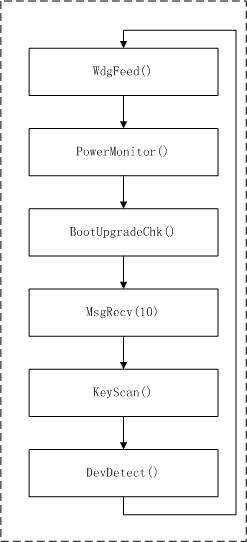 WdgFeed()
PowerMonitor()
BootUpgradeChk()
MsgRecv(10)
KeyScan()
DevDetect()